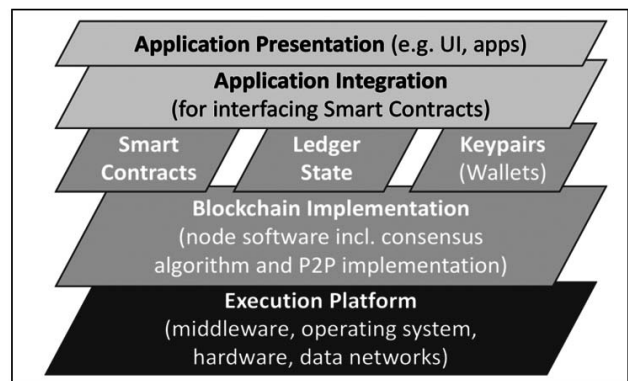 Application Presentation (e.g. UI, apps)
Application Integration
(for interfacing Smart Contracts)
Smart
Contracts
Ledger
State
Keypairs
(Wallets)
Blockchain Implementation
(node software incl. consensus
algorithm and P2P implementation)
Execution Platform
(middleware, operating system,
hardware, data networks)